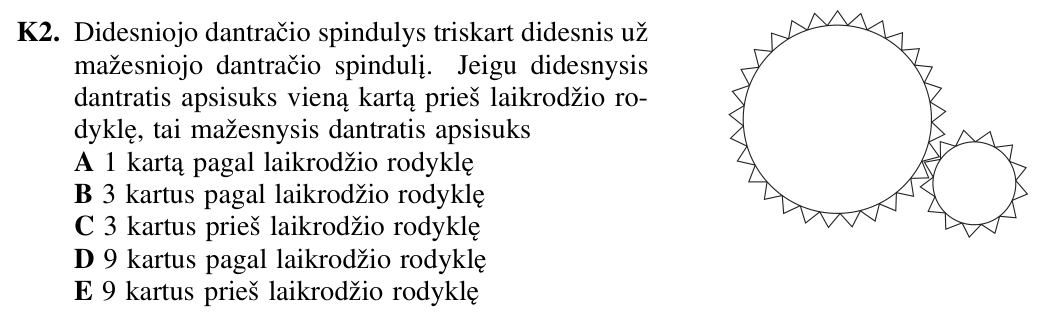 K2. Didesniojo dantračio spindulys triskart didesnis už
mažesniojo dantračio spindulį. Jeigu didesnysis
dantratis apsisuks vieną kartą prieš laikrodžio ro-
dyklę, tai mažesnysis dantratis apsisuks
A 1 kartą pagal laikrodžio rodyklę
B 3 kartus pagal laikrodžio rodyklę
C 3 kartus prieš laikrodžio rodyklę
D 9 kartus pagal laikrodžio rodyklę
E 9 kartus prieš laikrodžio rodyklę